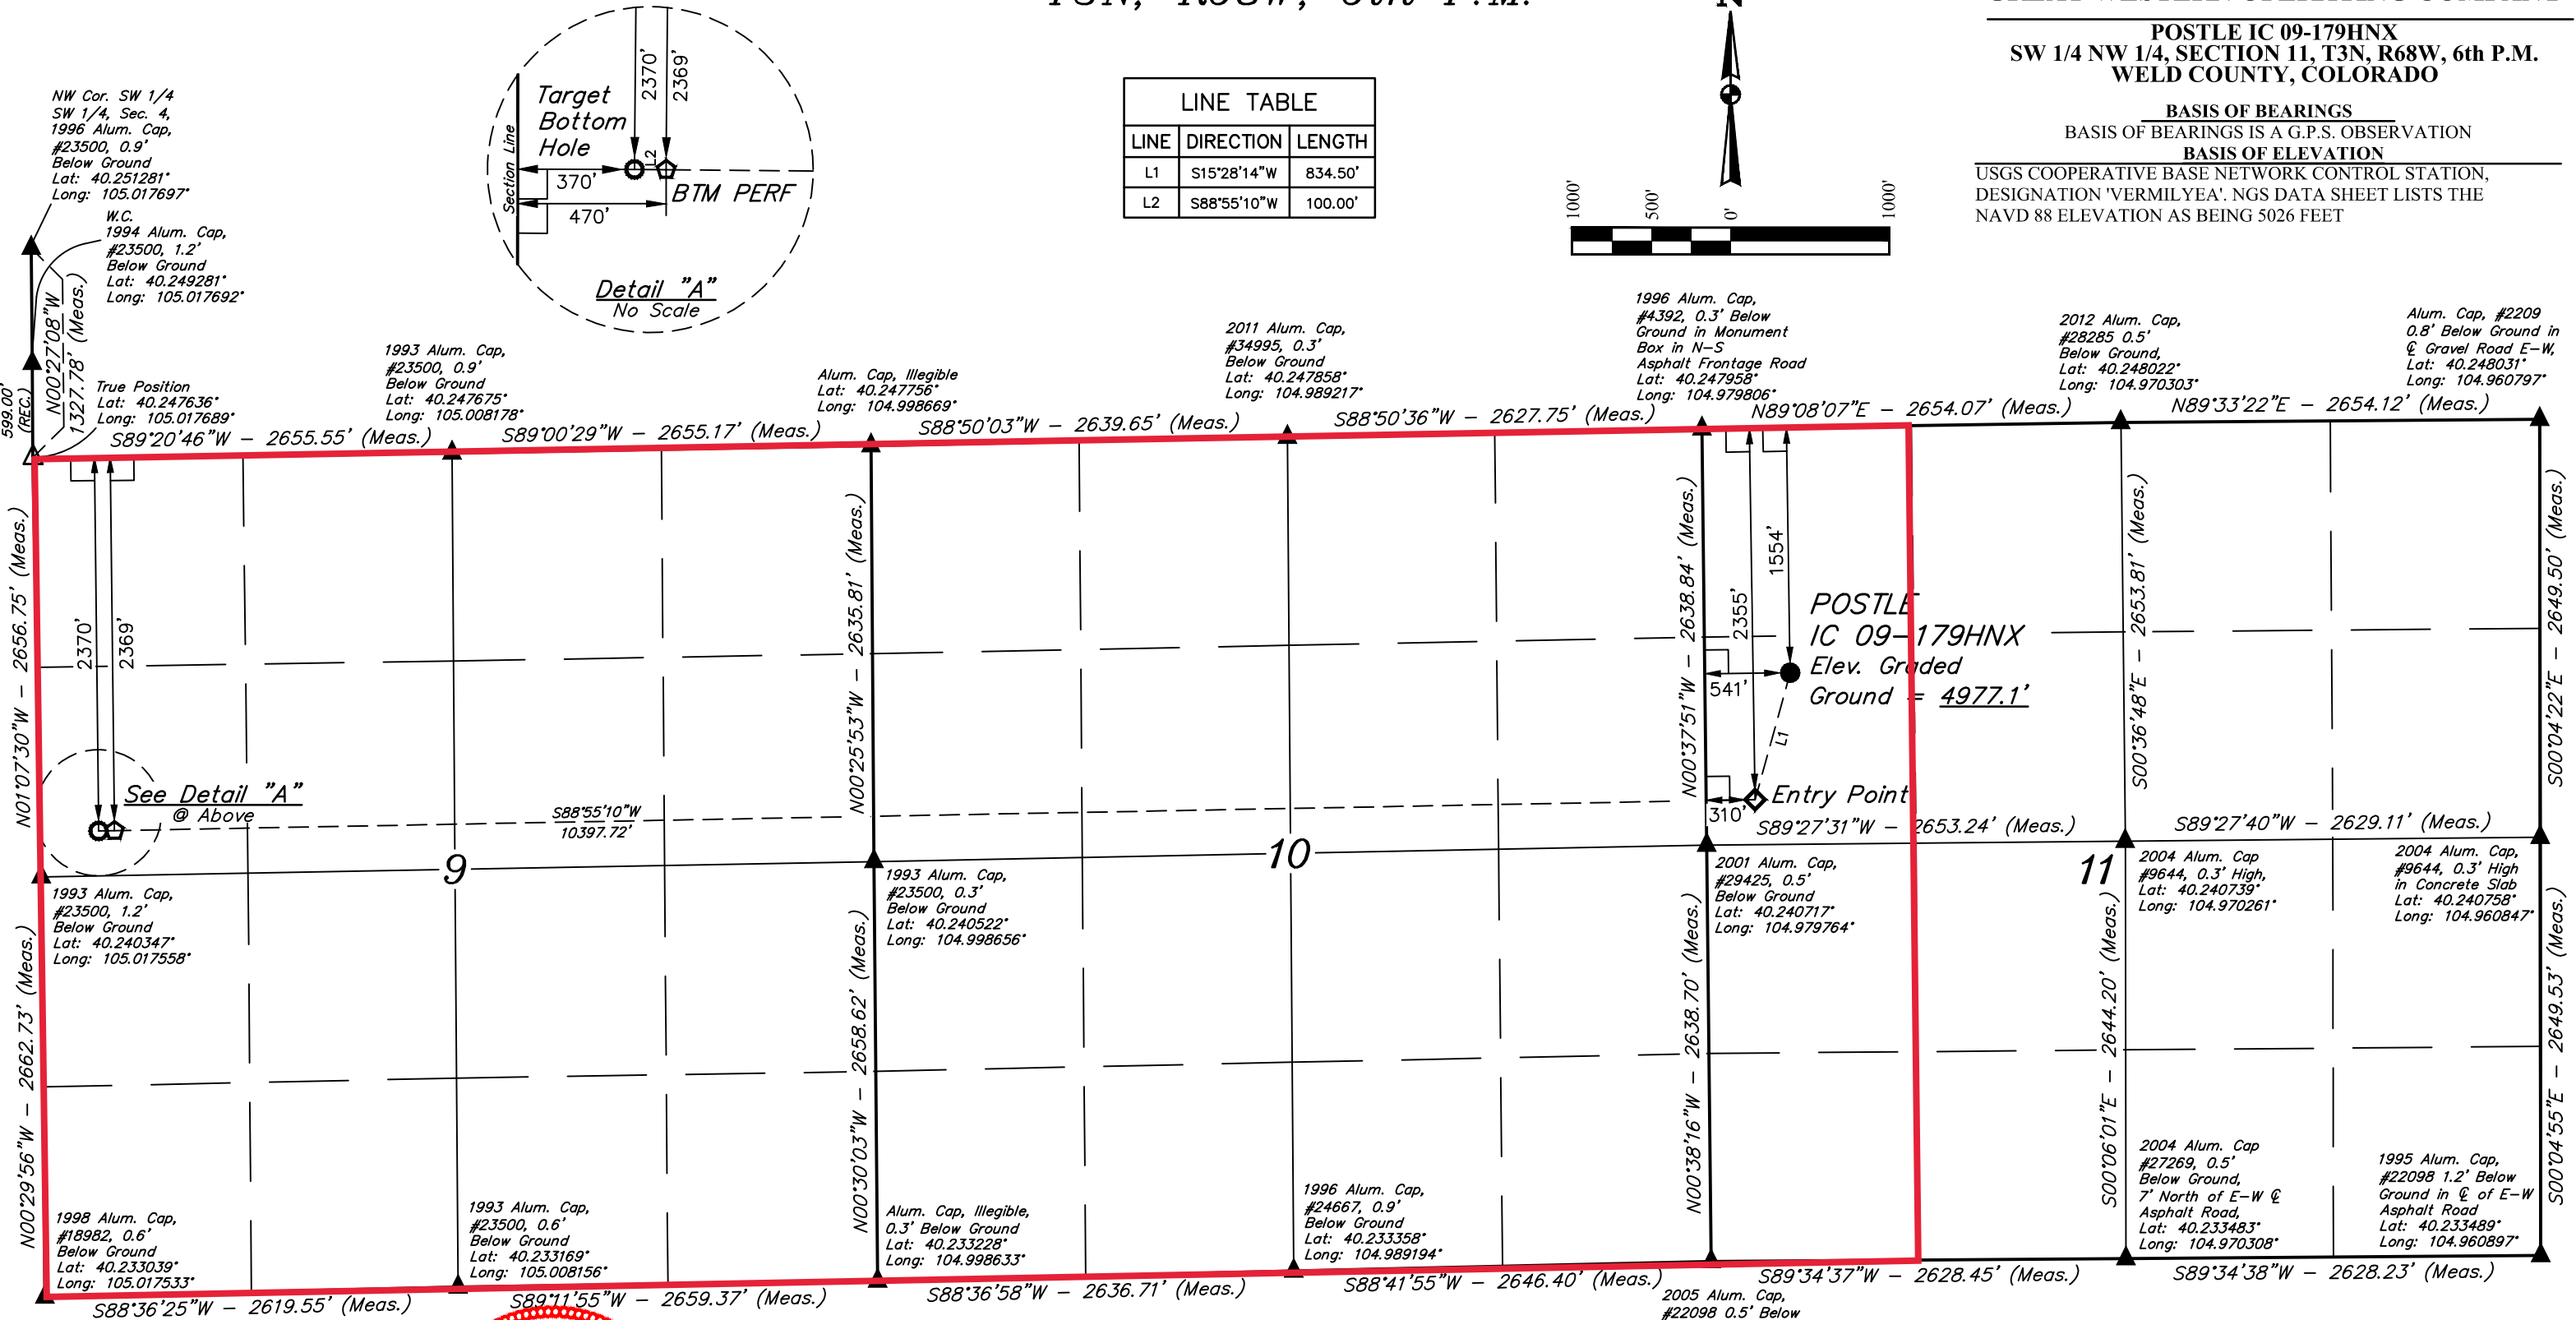 POSTLE IC 09-179HNX
SW 1/4 NW 1/4, SECTION 11, T3N, R68W, 6th P.M.
WELD COUNTY, COLORADO
BASIS OF BEARINGS
BASIS OF BEARINGS IS A G.P.S. OBSERVATION
BASIS OF ELEVATION
USGS COOPERATIVE BASE NETWORK CONTROL STATION,
DESIGNATION 'VERMILYEA'. NGS DATA SHEET LISTS THE
NAVD 88 ELEVATION AS BEING 5026 FEET
N
1000'
500'
0'
1000'
LINE TABLE
LINE DIRECTION LENGTH
L1 S15°28'14"W 834.50'
L2 S88°55'10"W 100.00'
2370'
2369'
Target
Bottom
Hole
Section Line
L2
370'
BTM PERF
470'
Detail "A"
No Scale
NW Cor. SW 1/4
SW 1/4, Sec. 4,
1996 Alum. Cap,
#23500, 0.9'
Below Ground
Lat: 40.251281°
Long: 105.017697°
W.C.
1994 Alum. Cap,
#23500, 1.2'
Below Ground
Lat: 40.249281°
Long: 105.017692°
N00°27'08"W
1327.78' (Meas.)
599.00'
(REC.)
True Position
Lat: 40.247636°
Long: 105.017689°
1993 Alum. Cap,
#23500, 0.9'
Below Ground
Lat: 40.247675°
Long: 105.008178°
Alum. Cap, Illegible
Lat: 40.247756°
Long: 104.998669°
2011 Alum. Cap,
#34995, 0.3'
Below Ground
Lat: 40.247858°
Long: 104.989217°
1996 Alum. Cap,
#4392, 0.3' Below
Ground in Monument
Box in N-S
Asphalt Frontage Road
Lat: 40.247958°
Long: 104.979806°
2012 Alum. Cap,
#28285 0.5'
Below Ground,
Lat: 40.248022°
Long: 104.970303°
Alum. Cap, #2209
0.8' Below Ground in
℄ Gravel Road E-W,
Lat: 40.248031°
Long: 104.960797°
S89°20'46"W - 2655.55' (Meas.)
S89°00'29"W - 2655.17' (Meas.)
S88°50'03"W - 2639.65' (Meas.)
S88°50'36"W - 2627.75' (Meas.)
N89°08'07"E - 2654.07' (Meas.)
N89°33'22"E - 2654.12' (Meas.)
N01°07'30"W - 2656.75' (Meas.)
2370'
2369'
N00°25'53"W - 2635.81' (Meas.)
N00°37'51"W - 2638.84' (Meas.)
2355'
1554'
POSTLE
IC 09-179HNX
Elev. Graded
Ground = 4977.1'
541'
L1
S00°36'48"E - 2653.81' (Meas.)
S00°04'22"E - 2649.50' (Meas.)
See Detail "A"
@ Above
S88°55'10"W
10397.72'
Entry Point
310'
S89°27'31"W - 2653.24' (Meas.)
S89°27'40"W - 2629.11' (Meas.)
9
10
11
1993 Alum. Cap,
#23500, 1.2'
Below Ground
Lat: 40.240347°
Long: 105.017558°
1993 Alum. Cap,
#23500, 0.3'
Below Ground
Lat: 40.240522°
Long: 104.998656°
2001 Alum. Cap,
#29425, 0.5'
Below Ground
Lat: 40.240717°
Long: 104.979764°
2004 Alum. Cap
#9644, 0.3' High,
Lat: 40.240739°
Long: 104.970261°
2004 Alum. Cap,
#9644, 0.3' High
in Concrete Slab
Lat: 40.240758°
Long: 104.960847°
N00°29'56"W - 2662.73' (Meas.)
N00°30'03"W - 2658.62' (Meas.)
N00°38'16"W - 2638.70' (Meas.)
S00°06'01"E - 2644.20' (Meas.)
S00°04'55"E - 2649.53' (Meas.)
1998 Alum. Cap,
#18982, 0.6'
Below Ground
Lat: 40.233039°
Long: 105.017533°
1993 Alum. Cap,
#23500, 0.6'
Below Ground
Lat: 40.233169°
Long: 105.008156°
Alum. Cap, Illegible,
0.3' Below Ground
Lat: 40.233228°
Long: 104.998633°
1996 Alum. Cap,
#24667, 0.9'
Below Ground
Lat: 40.233358°
Long: 104.989194°
2004 Alum. Cap
#27269, 0.5'
Below Ground,
7' North of E-W ℄
Asphalt Road,
Lat: 40.233483°
Long: 104.970308°
1995 Alum. Cap,
#22098 1.2' Below
Ground in ℄ of E-W
Asphalt Road
Lat: 40.233489°
Long: 104.960897°
S88°36'25"W - 2619.55' (Meas.)
S89°11'55"W - 2659.37' (Meas.)
S88°36'58"W - 2636.71' (Meas.)
S88°41'55"W - 2646.40' (Meas.)
S89°34'37"W - 2628.45' (Meas.)
S89°34'38"W - 2628.23' (Meas.)
2005 Alum. Cap,
#22098 0.5' Below